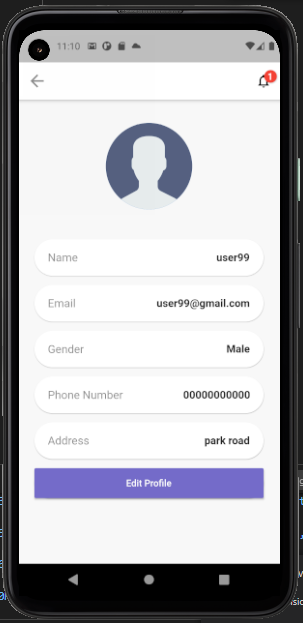 11:10
1
Name user99
Email user99@gmail.com
Gender Male
Phone Number 00000000000
Address park road
Edit Profile